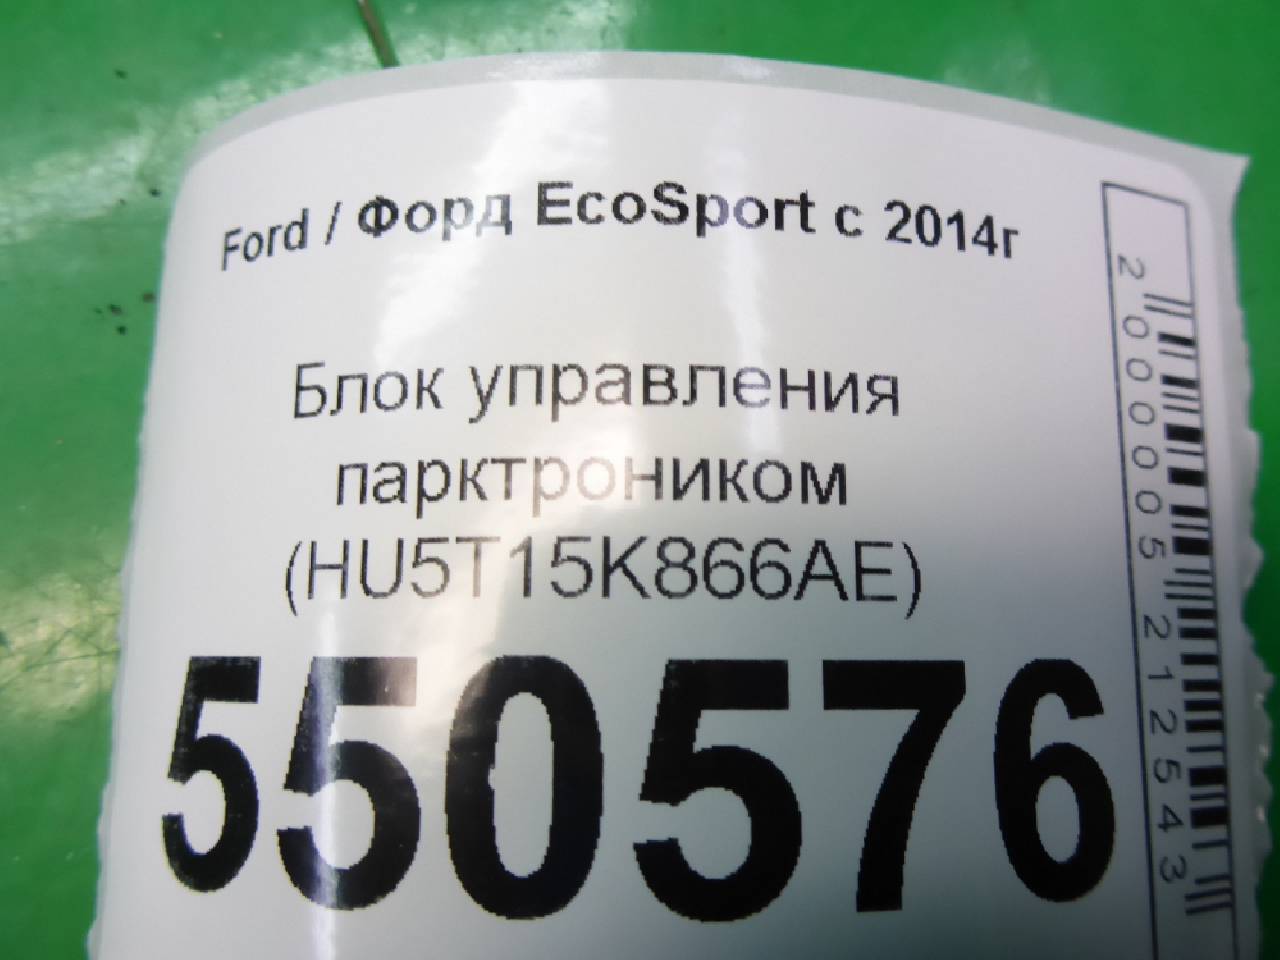 Ford / Форд EcoSport с 2014г
Блок управления
парктроником
(HU5T15K866AE)
550576
2000005212543